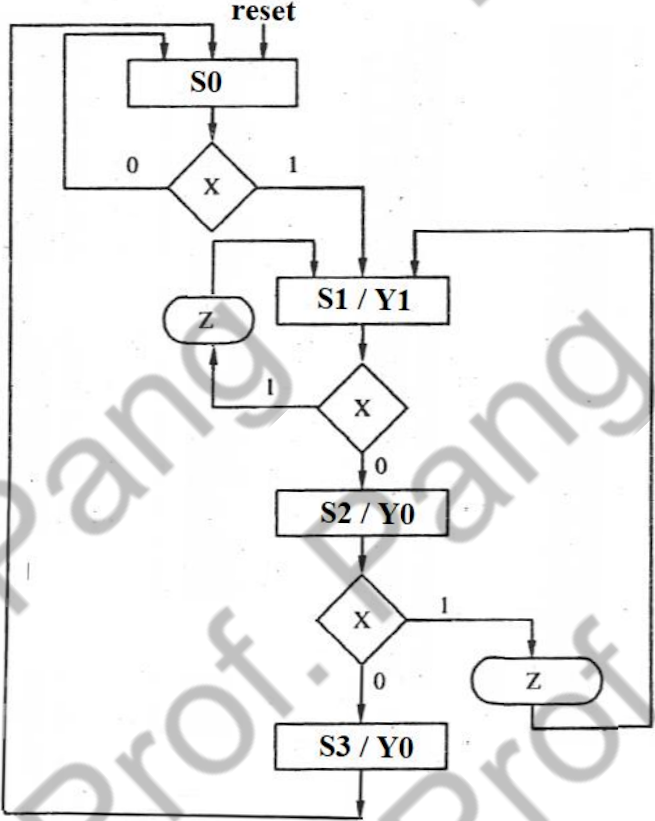 reset
S0
0
X
1
S1 / Y1
Z
1
X
0
S2 / Y0
X
1
0
Z
S3 / Y0
Pang
Prof. Pang
Prof